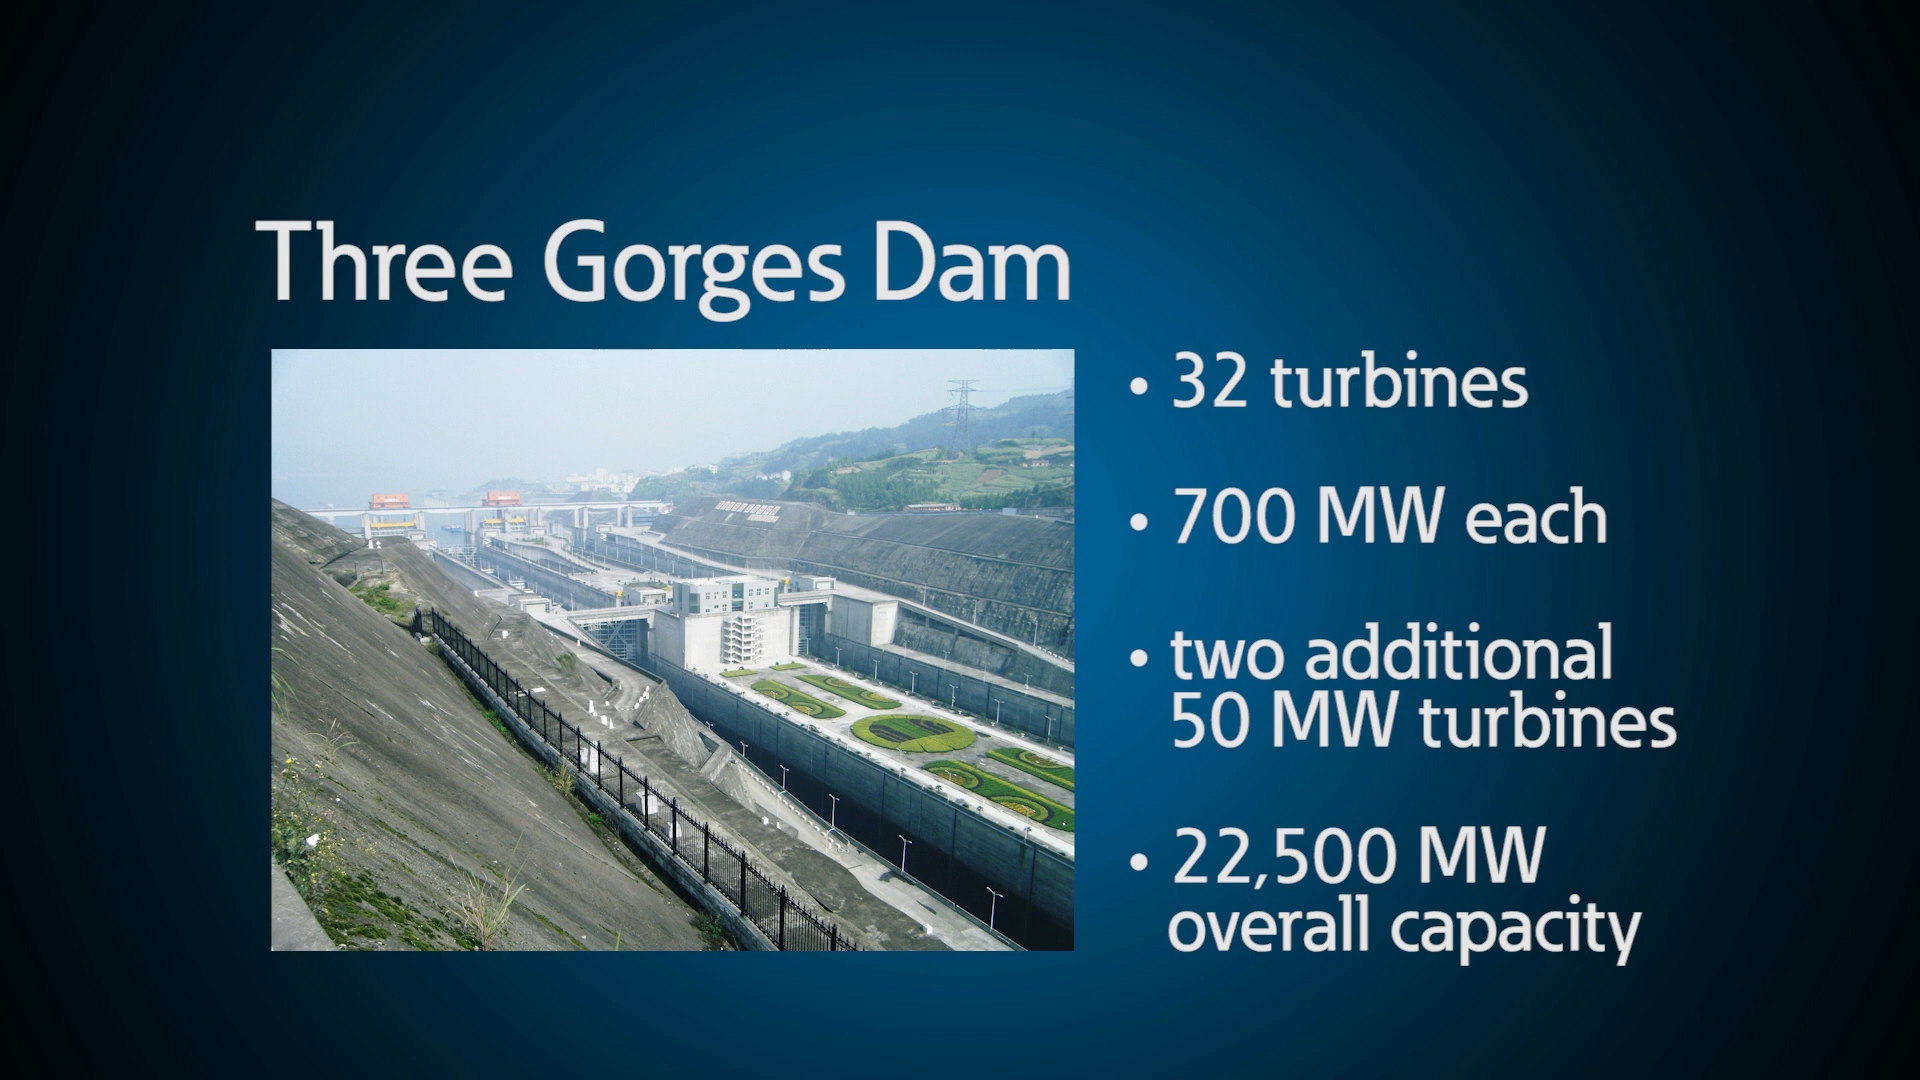 Three Gorges Dam
• 32 turbines
• 700 MW each
• two additional
50 MW turbines
• 22,500 MW
overall capacity